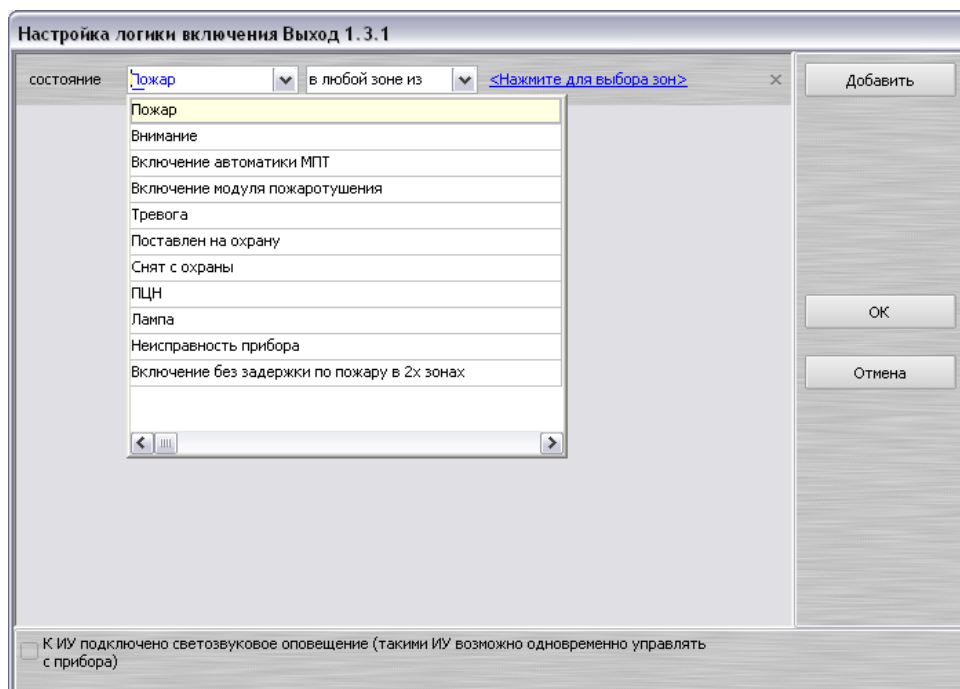 Настройка логики включения Выход 1.3.1
состояние Пожар в любой зоне из <Нажмите для выбора зон> Добавить
Пожар
Внимание
Включение автоматики МПТ
Включение модуля пожаротушения
Тревога
Поставлен на охрану
Снят с охраны
ПЦН
Лампа
Неисправность прибора
Включение без задержки по пожару в 2х зонах
ОК
Отмена
К ИУ подключено светозвуковое оповещение (такими ИУ возможно одновременно управлять
с прибора)